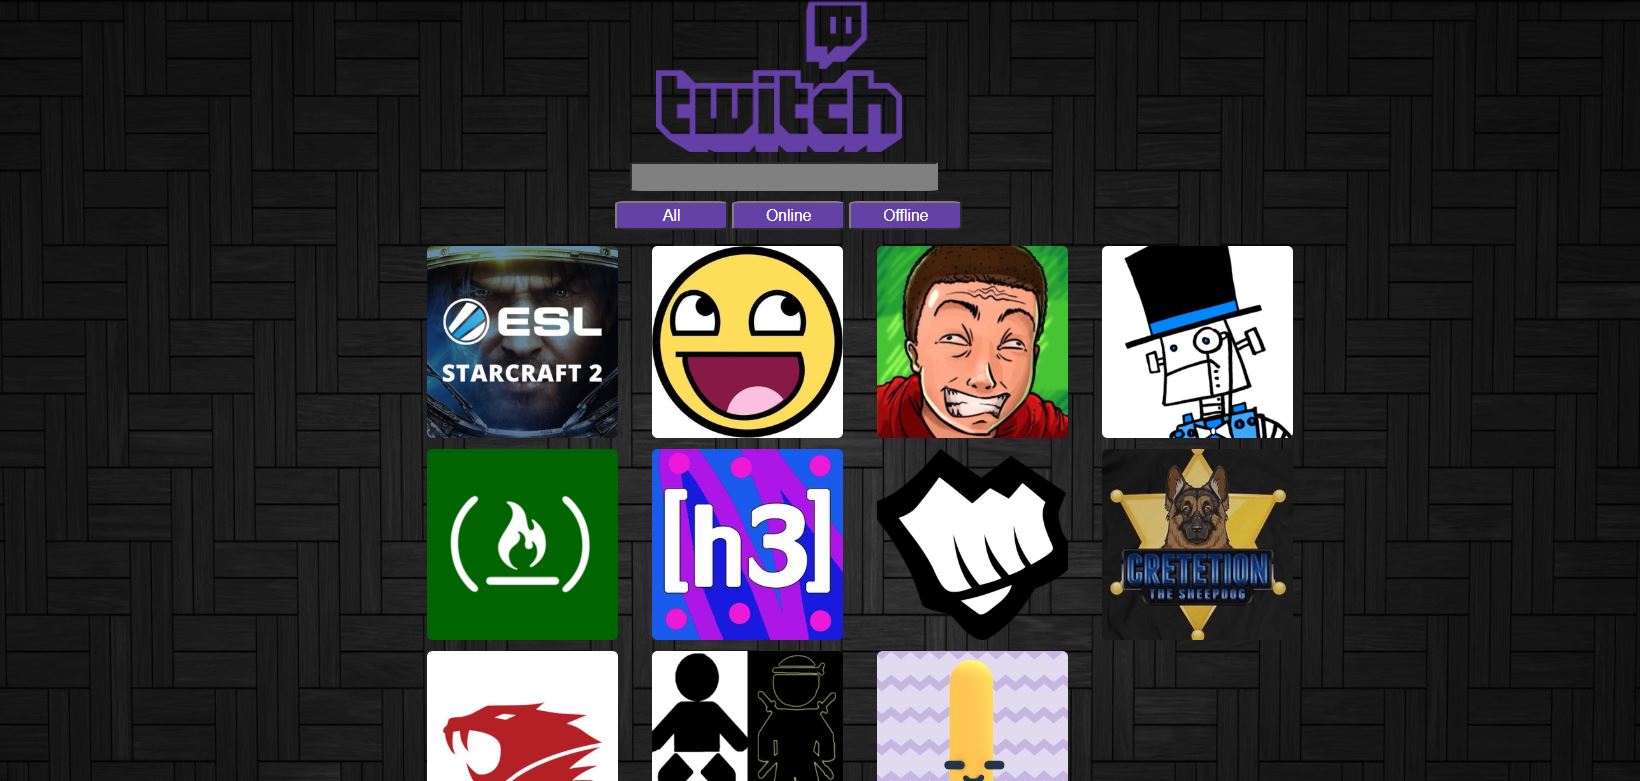 twitch
All
Online
Offline
ESL
STARCRAFT 2
[h3]
CRETETION
THE SHEEPDOG